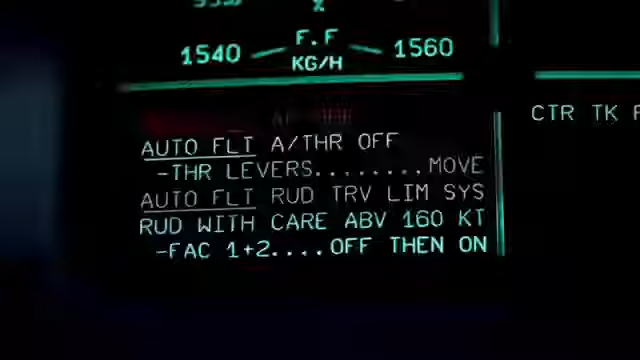 %
F.F
1540 1560
KG/H
CTR TK
AUTO FLT A/THR OFF
-THR LEVERS........MOVE
AUTO FLT RUD TRV LIM SYS
RUD WITH CARE ABV 160 KT
-FAC 1+2....OFF THEN ON